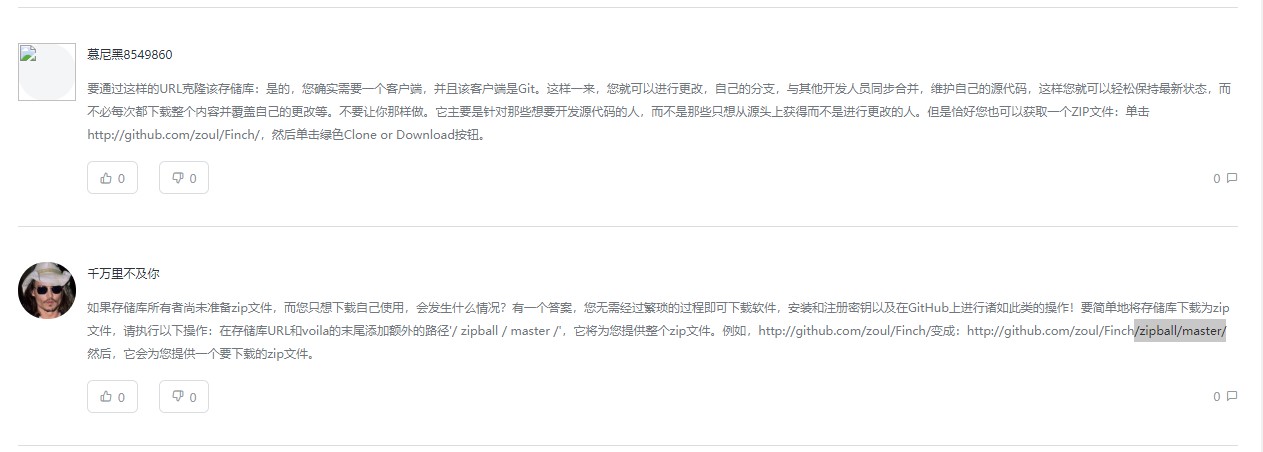 慕尼黑8549860
要通过这样的URL克隆该存储库：是的，您确实需要一个客户端，并且该客户端是Git。这样一来，您就可以进行更改，自己的分支，与其他开发人员同步合并，维护自己的源代码，这样您就可以轻松保持最新状态，而
不必每次都下载整个内容并覆盖自己的更改等。不要让你那样做。它主要是针对那些想要开发源代码的人，而不是那些只想从源头上获得而不是进行更改的人。但是恰好您也可以获取一个ZIP文件：单击
http://github.com/zoul/Finch/，然后单击绿色Clone or Download按钮。
0 0 0
千万里不及你
如果存储库所有者尚未准备zip文件，而您只想下载自己使用，会发生什么情况？有一个答案，您无需经过繁琐的过程即可下载软件，安装和注册密钥以及在GitHub上进行诸如此类的操作！要简单地将存储库下载为zip
文件，请执行以下操作：在存储库URL和voila的末尾添加额外的路径'/ zipball / master /'，它将为您提供整个zip文件。例如，http://github.com/zoul/Finch/变成：http://github.com/zoul/Finch/zipball/master/
然后，它会为您提供一个要下载的zip文件。
0 0 0